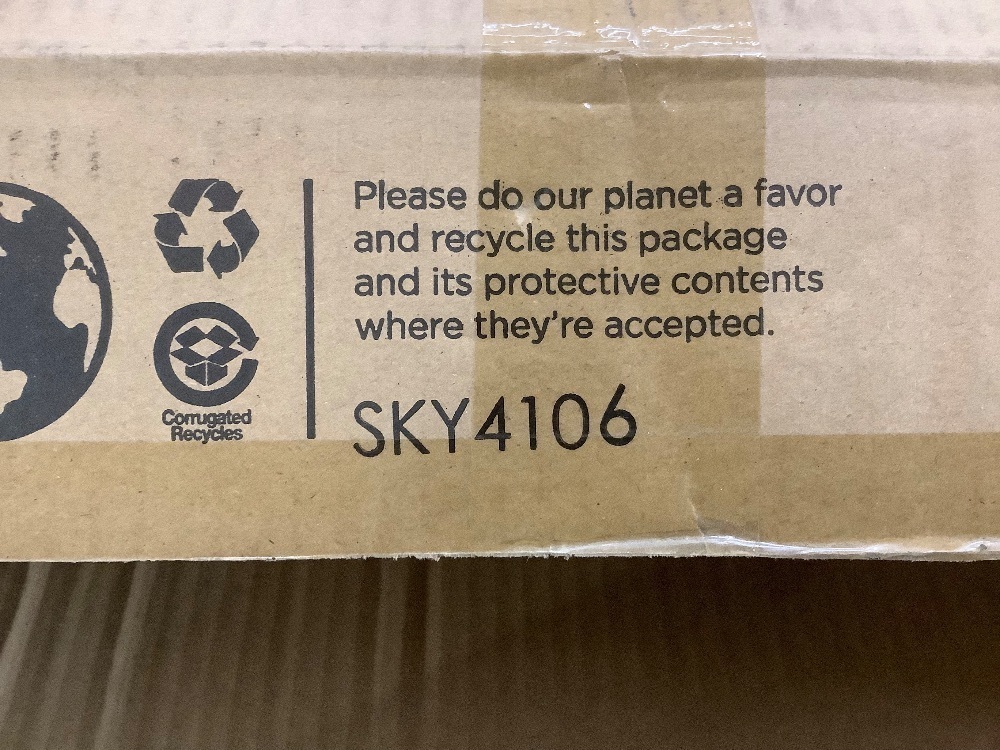 Please do our planet a favor
and recycle this package
and its protective contents
where they're accepted.
SKY4106
Corrugated
Recycles